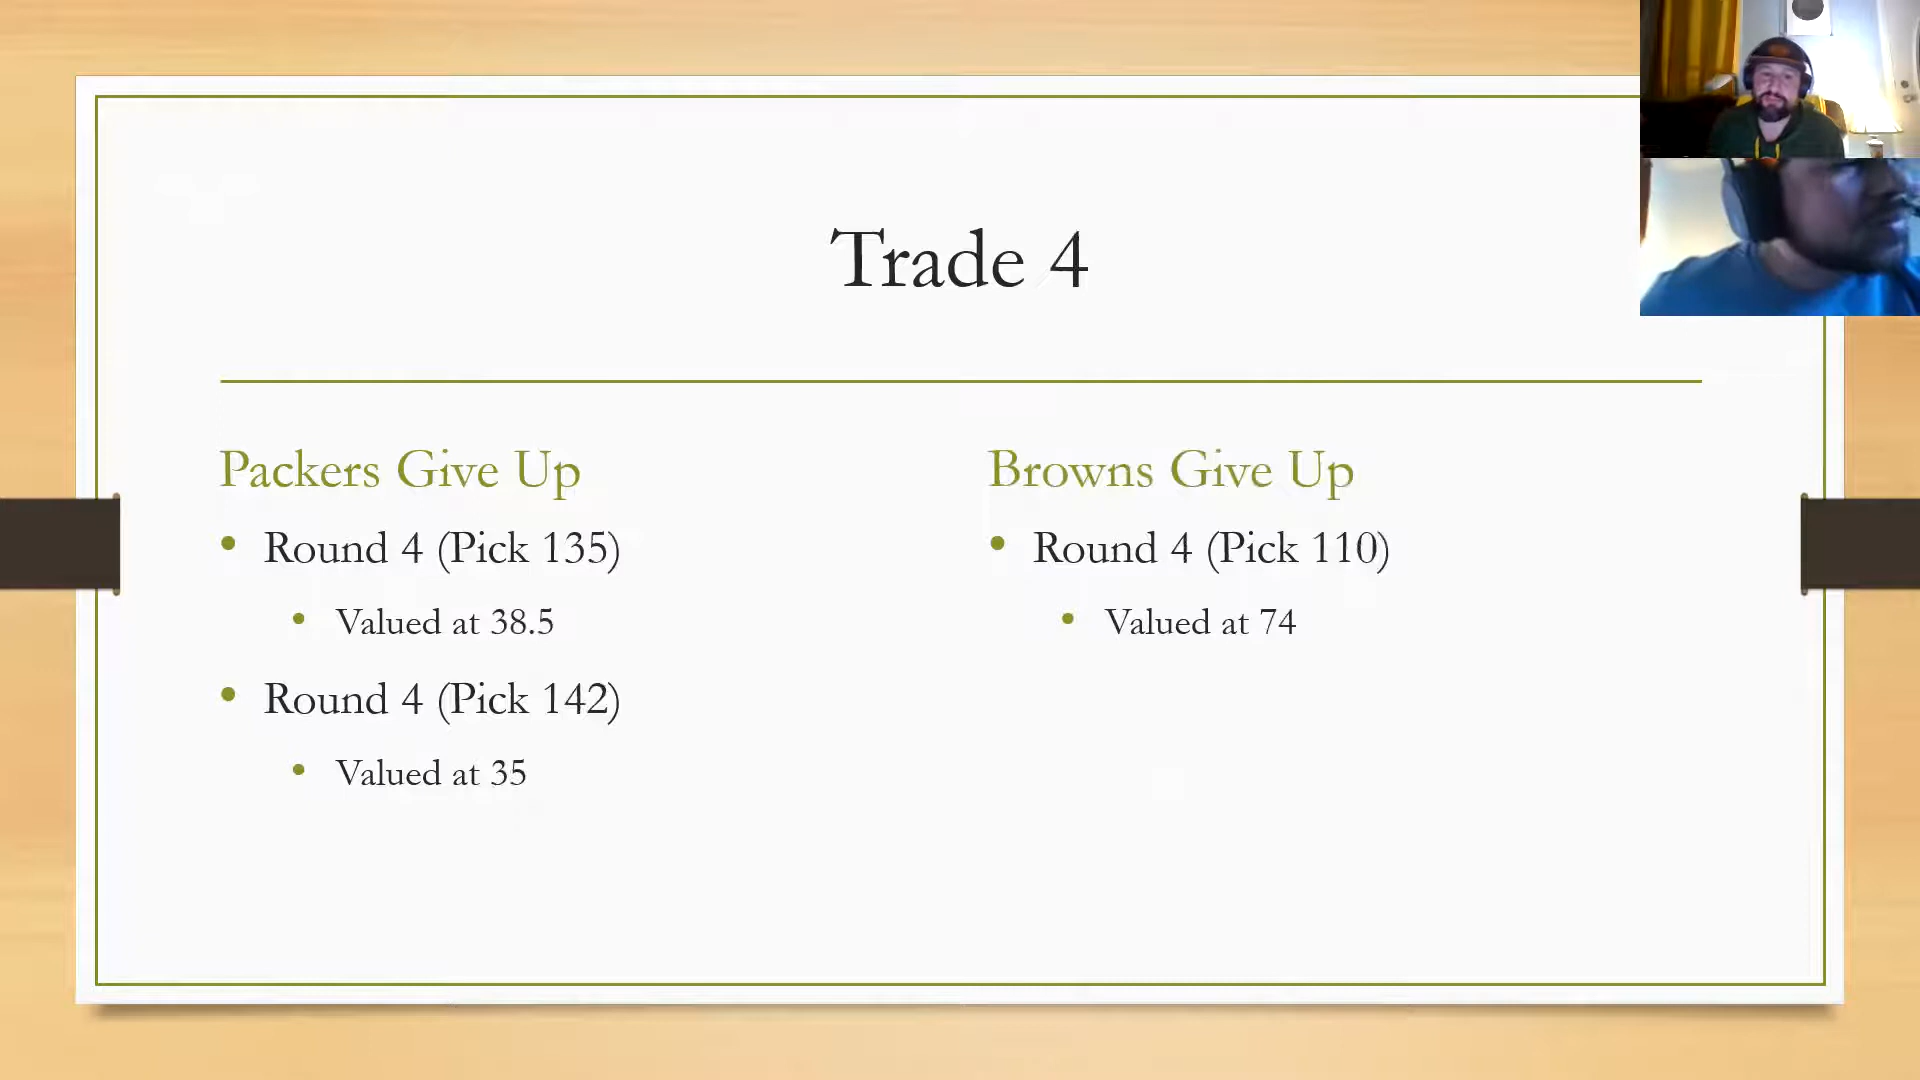 Trade 4
Packers Give Up
Round 4 (Pick 135)
Valued at 38.5
Round 4 (Pick 142)
Valued at 35
Browns Give Up
Round 4 (Pick 110)
Valued at 74